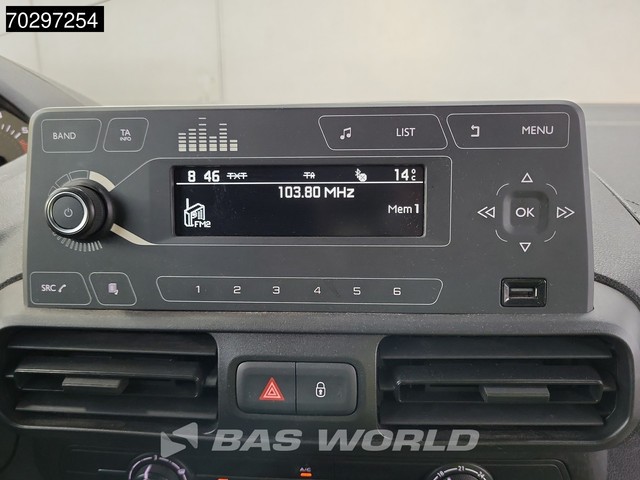 70297254
BAND
TA
INFO
LIST
MENU
8 46 TXT TA 14 °C
103.80 MHz
Mem 1
FM2
OK
SRC
1 2 3 4 5 6
BAS WORLD
A/C